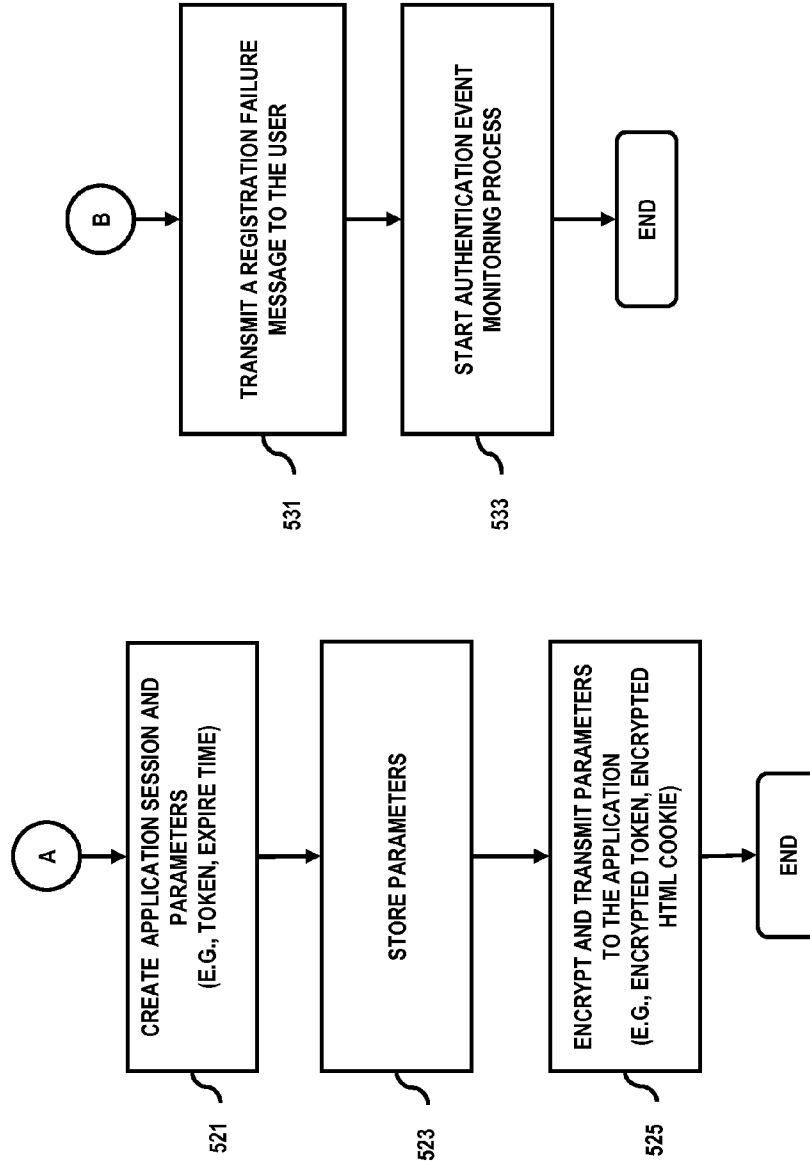 A
CREATE APPLICATION SESSION AND
PARAMETERS
(E.G., TOKEN, EXPIRE TIME)
521
STORE PARAMETERS
523
ENCRYPT AND TRANSMIT PARAMETERS
TO THE APPLICATION
(E.G., ENCRYPTED TOKEN, ENCRYPTED
HTML COOKIE)
525
END
B
TRANSMIT A REGISTRATION FAILURE
MESSAGE TO THE USER
531
START AUTHENTICATION EVENT
MONITORING PROCESS
533
END